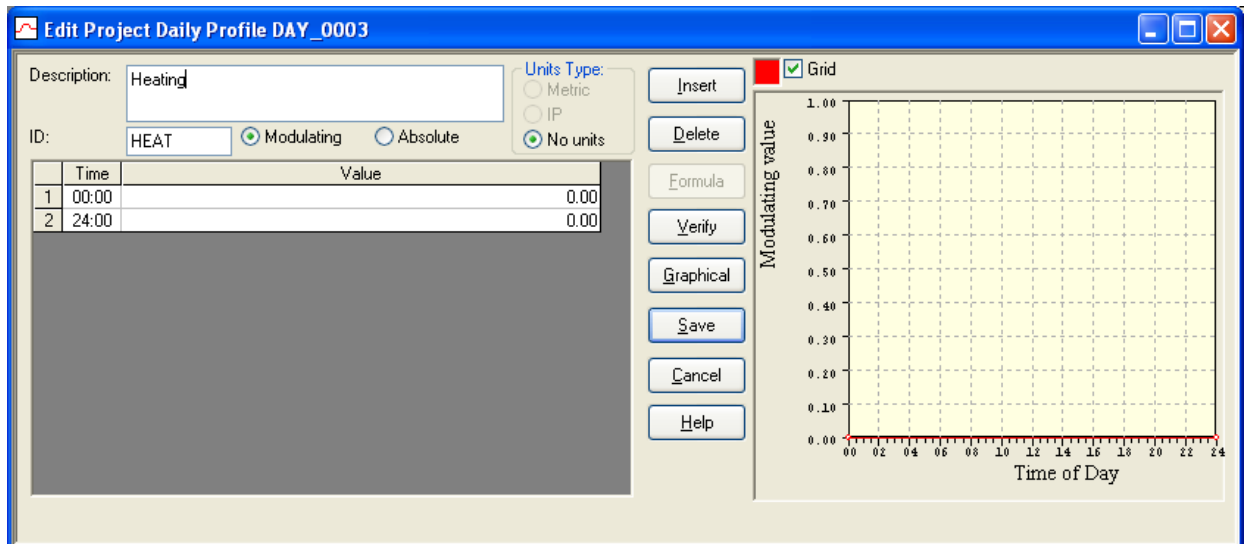 Edit Project Daily Profile DAY_0003
Description:
Heating
Units Type:
Metric
IP
No units
ID:
HEAT
Modulating
Absolute
Time Value
1 00:00 0.00
2 24:00 0.00
Insert
Delete
Formula
Verify
Graphical
Save
Cancel
Help
Grid
Modulating value
1.00
0.90
0.80
0.70
0.60
0.50
0.40
0.30
0.20
0.10
0.00
00 02 04 06 08 10 12 14 16 18 20 22 24
Time of Day